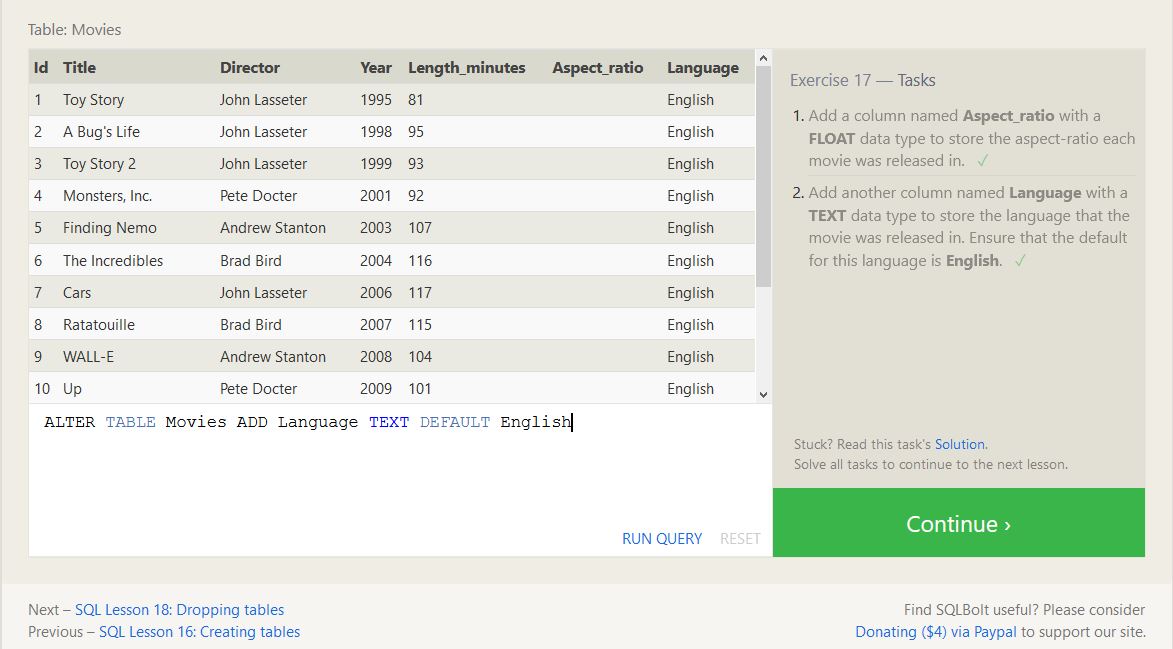 Table: Movies
Id Title Director Year Length_minutes Aspect_ratio Language
1 Toy Story John Lasseter 1995 81 English
2 A Bug's Life John Lasseter 1998 95 English
3 Toy Story 2 John Lasseter 1999 93 English
4 Monsters, Inc. Pete Docter 2001 92 English
5 Finding Nemo Andrew Stanton 2003 107 English
6 The Incredibles Brad Bird 2004 116 English
7 Cars John Lasseter 2006 117 English
8 Ratatouille Brad Bird 2007 115 English
9 WALL-E Andrew Stanton 2008 104 English
10 Up Pete Docter 2009 101 English
ALTER TABLE Movies ADD Language TEXT DEFAULT English
RUN QUERY RESET
Exercise 17 — Tasks
1. Add a column named Aspect_ratio with a
FLOAT data type to store the aspect-ratio each
movie was released in. ✓
2. Add another column named Language with a
TEXT data type to store the language that the
movie was released in. Ensure that the default
for this language is English. ✓
Stuck? Read this task's Solution.
Solve all tasks to continue to the next lesson.
Continue ›
Next – SQL Lesson 18: Dropping tables
Previous – SQL Lesson 16: Creating tables
Find SQLBolt useful? Please consider
Donating ($4) via Paypal to support our site.